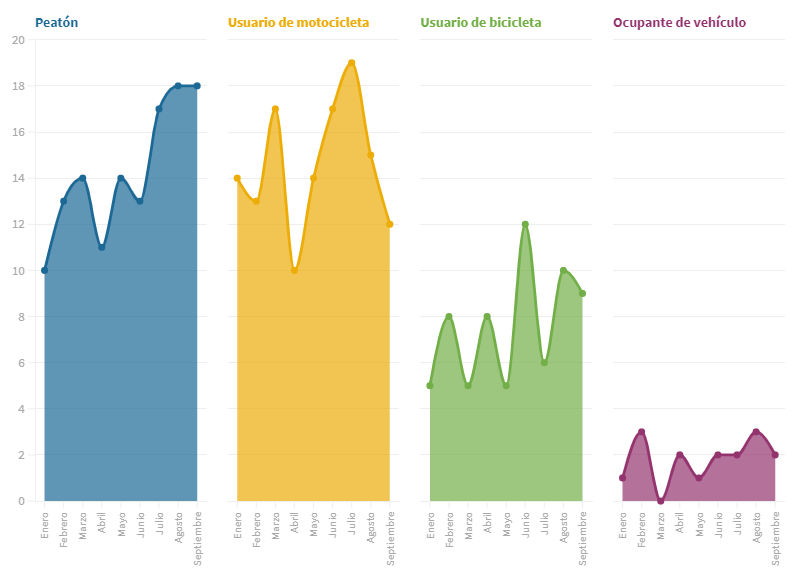 Peatón
Usuario de motocicleta
Usuario de bicicleta
Ocupante de vehículo
20
18
16
14
12
10
8
6
4
2
0
Enero
Febrero
Marzo
Abril
Mayo
Junio
Julio
Agosto
Septiembre
Enero
Febrero
Marzo
Abril
Mayo
Junio
Julio
Agosto
Septiembre
Enero
Febrero
Marzo
Abril
Mayo
Junio
Julio
Agosto
Septiembre
Enero
Febrero
Marzo
Abril
Mayo
Junio
Julio
Agosto
Septiembre